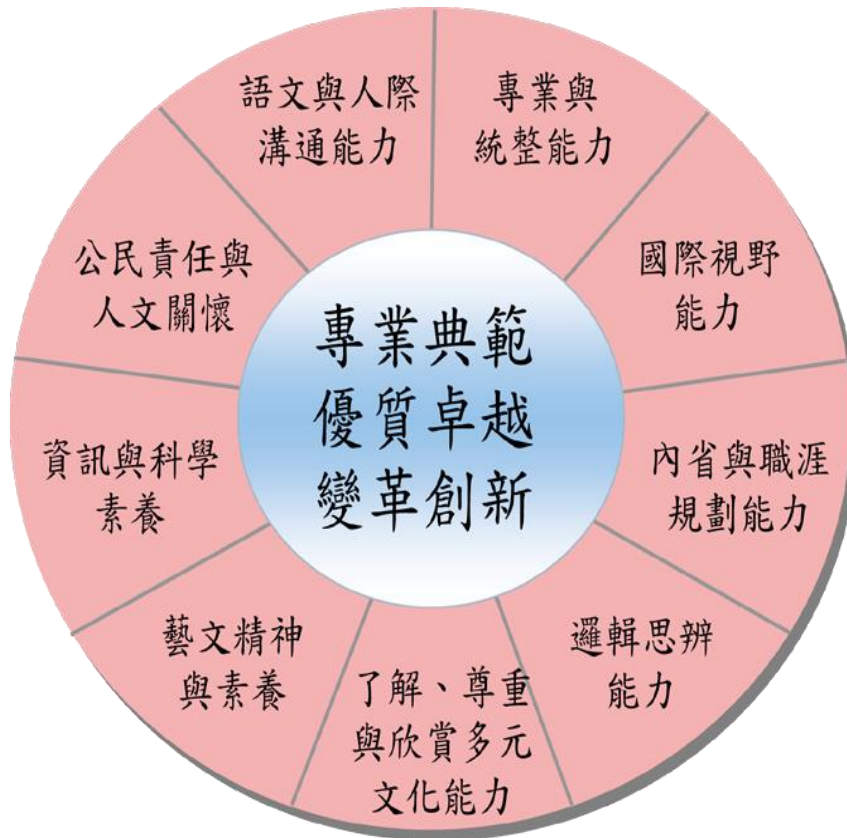 專業典範
優質卓越
變革創新
專業與
統整能力
國際視野
能力
內省與職涯
規劃能力
邏輯思辨
能力
了解、尊重
與欣賞多元
文化能力
藝文精神
與素養
資訊與科學
素養
公民責任與
人文關懷
語文與人際
溝通能力